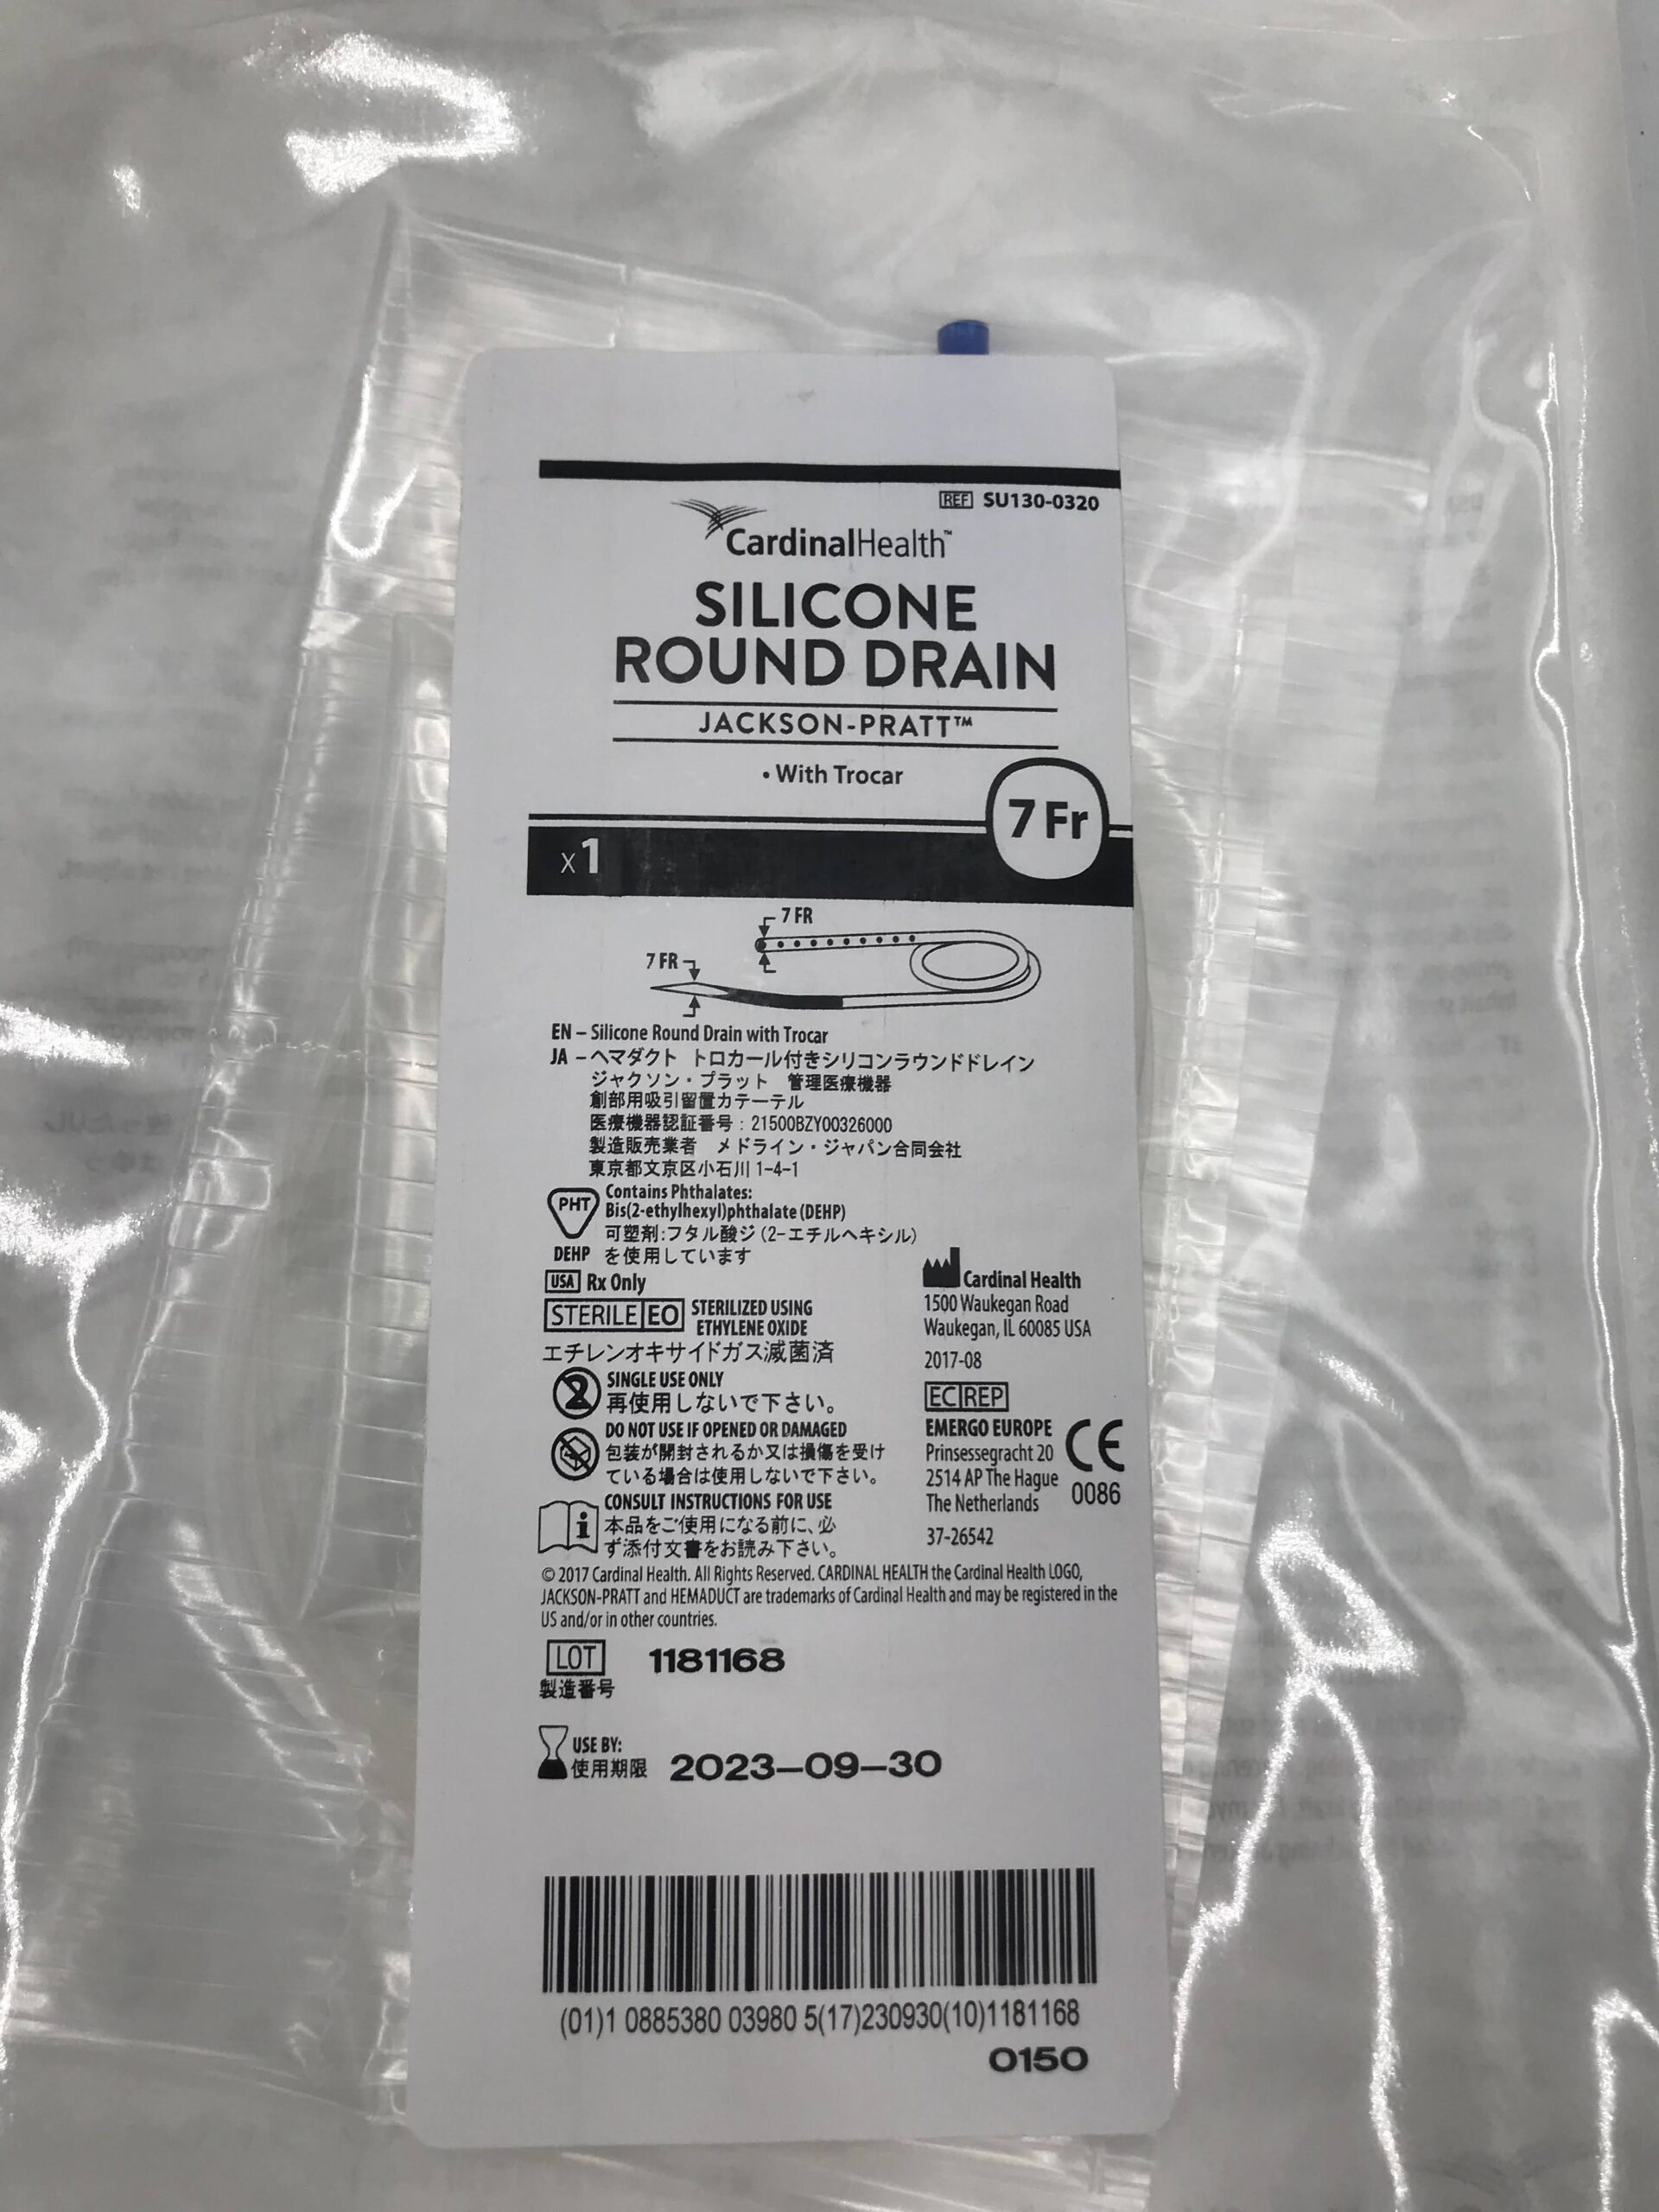 REF SU130-0320
CardinalHealth™
SILICONE
ROUND DRAIN
JACKSON-PRATT™
• With Trocar
7 Fr
x 1
7 FR
7 FR
EN – Silicone Round Drain with Trocar
JA – ヘマダクト トロカール付きシリコンラウンドドレイン
ジャクソン・プラット 管理医療機器
創部用吸引留置カテーテル
医療機器認証番号：21500BZY00326000
製造販売業者 メドライン・ジャパン合同会社
東京都文京区小石川 1-4-1
PHT
Contains Phthalates:
Bis(2-ethylhexyl)phthalate (DEHP)
可塑剤:フタル酸ジ (2-エチルヘキシル)
DEHP を使用しています
USA Rx Only
STERILE EO STERILIZED USING
ETHYLENE OXIDE
エチレンオキサイドガス滅菌済
2 SINGLE USE ONLY
再使用しないで下さい。
DO NOT USE IF OPENED OR DAMAGED
包装が開封されるか又は損傷を受け
ている場合は使用しないで下さい。
CONSULT INSTRUCTIONS FOR USE
i 本品をご使用になる前に、必
ず添付文書をお読み下さい。
Cardinal Health
1500 Waukegan Road
Waukegan, IL 60085 USA
2017-08
EC REP
EMERGO EUROPE
Prinsessegracht 20
2514 AP The Hague
The Netherlands
CE
0086
37-26542
© 2017 Cardinal Health. All Rights Reserved. CARDINAL HEALTH the Cardinal Health LOGO,
JACKSON-PRATT and HEMADUCT are trademarks of Cardinal Health and may be registered in the
US and/or in other countries.
LOT 1181168
製造番号
USE BY:
使用期限 2023-09-30
(01)1 0885380 03980 5(17)230930(10)1181168
0150